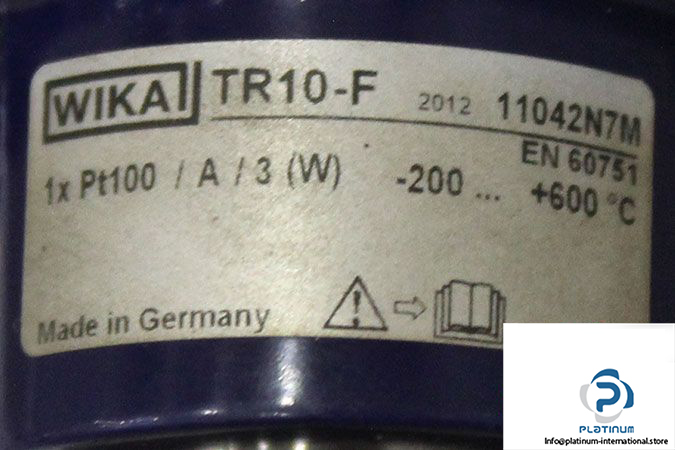 WIKA TR10-F 2012 11042N7M
EN 60751
1x Pt100 / A / 3 (W) -200 ... +600 °C
Made in Germany
PLATINUM
Info@platinum-international.store